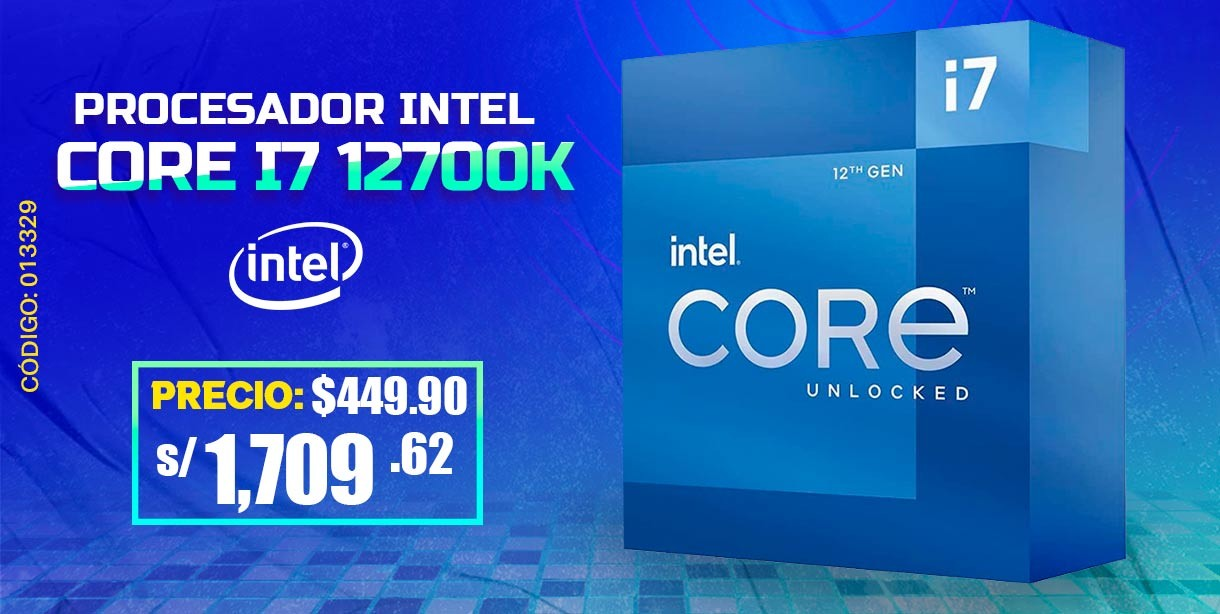 PROCESADOR INTEL
CORE I7 12700K
intel®
CÓDIGO: 013329
PRECIO: $449.90
s/ 1,709 .62
i7
12TH GEN
intel.
CORe™
UNLOCKED